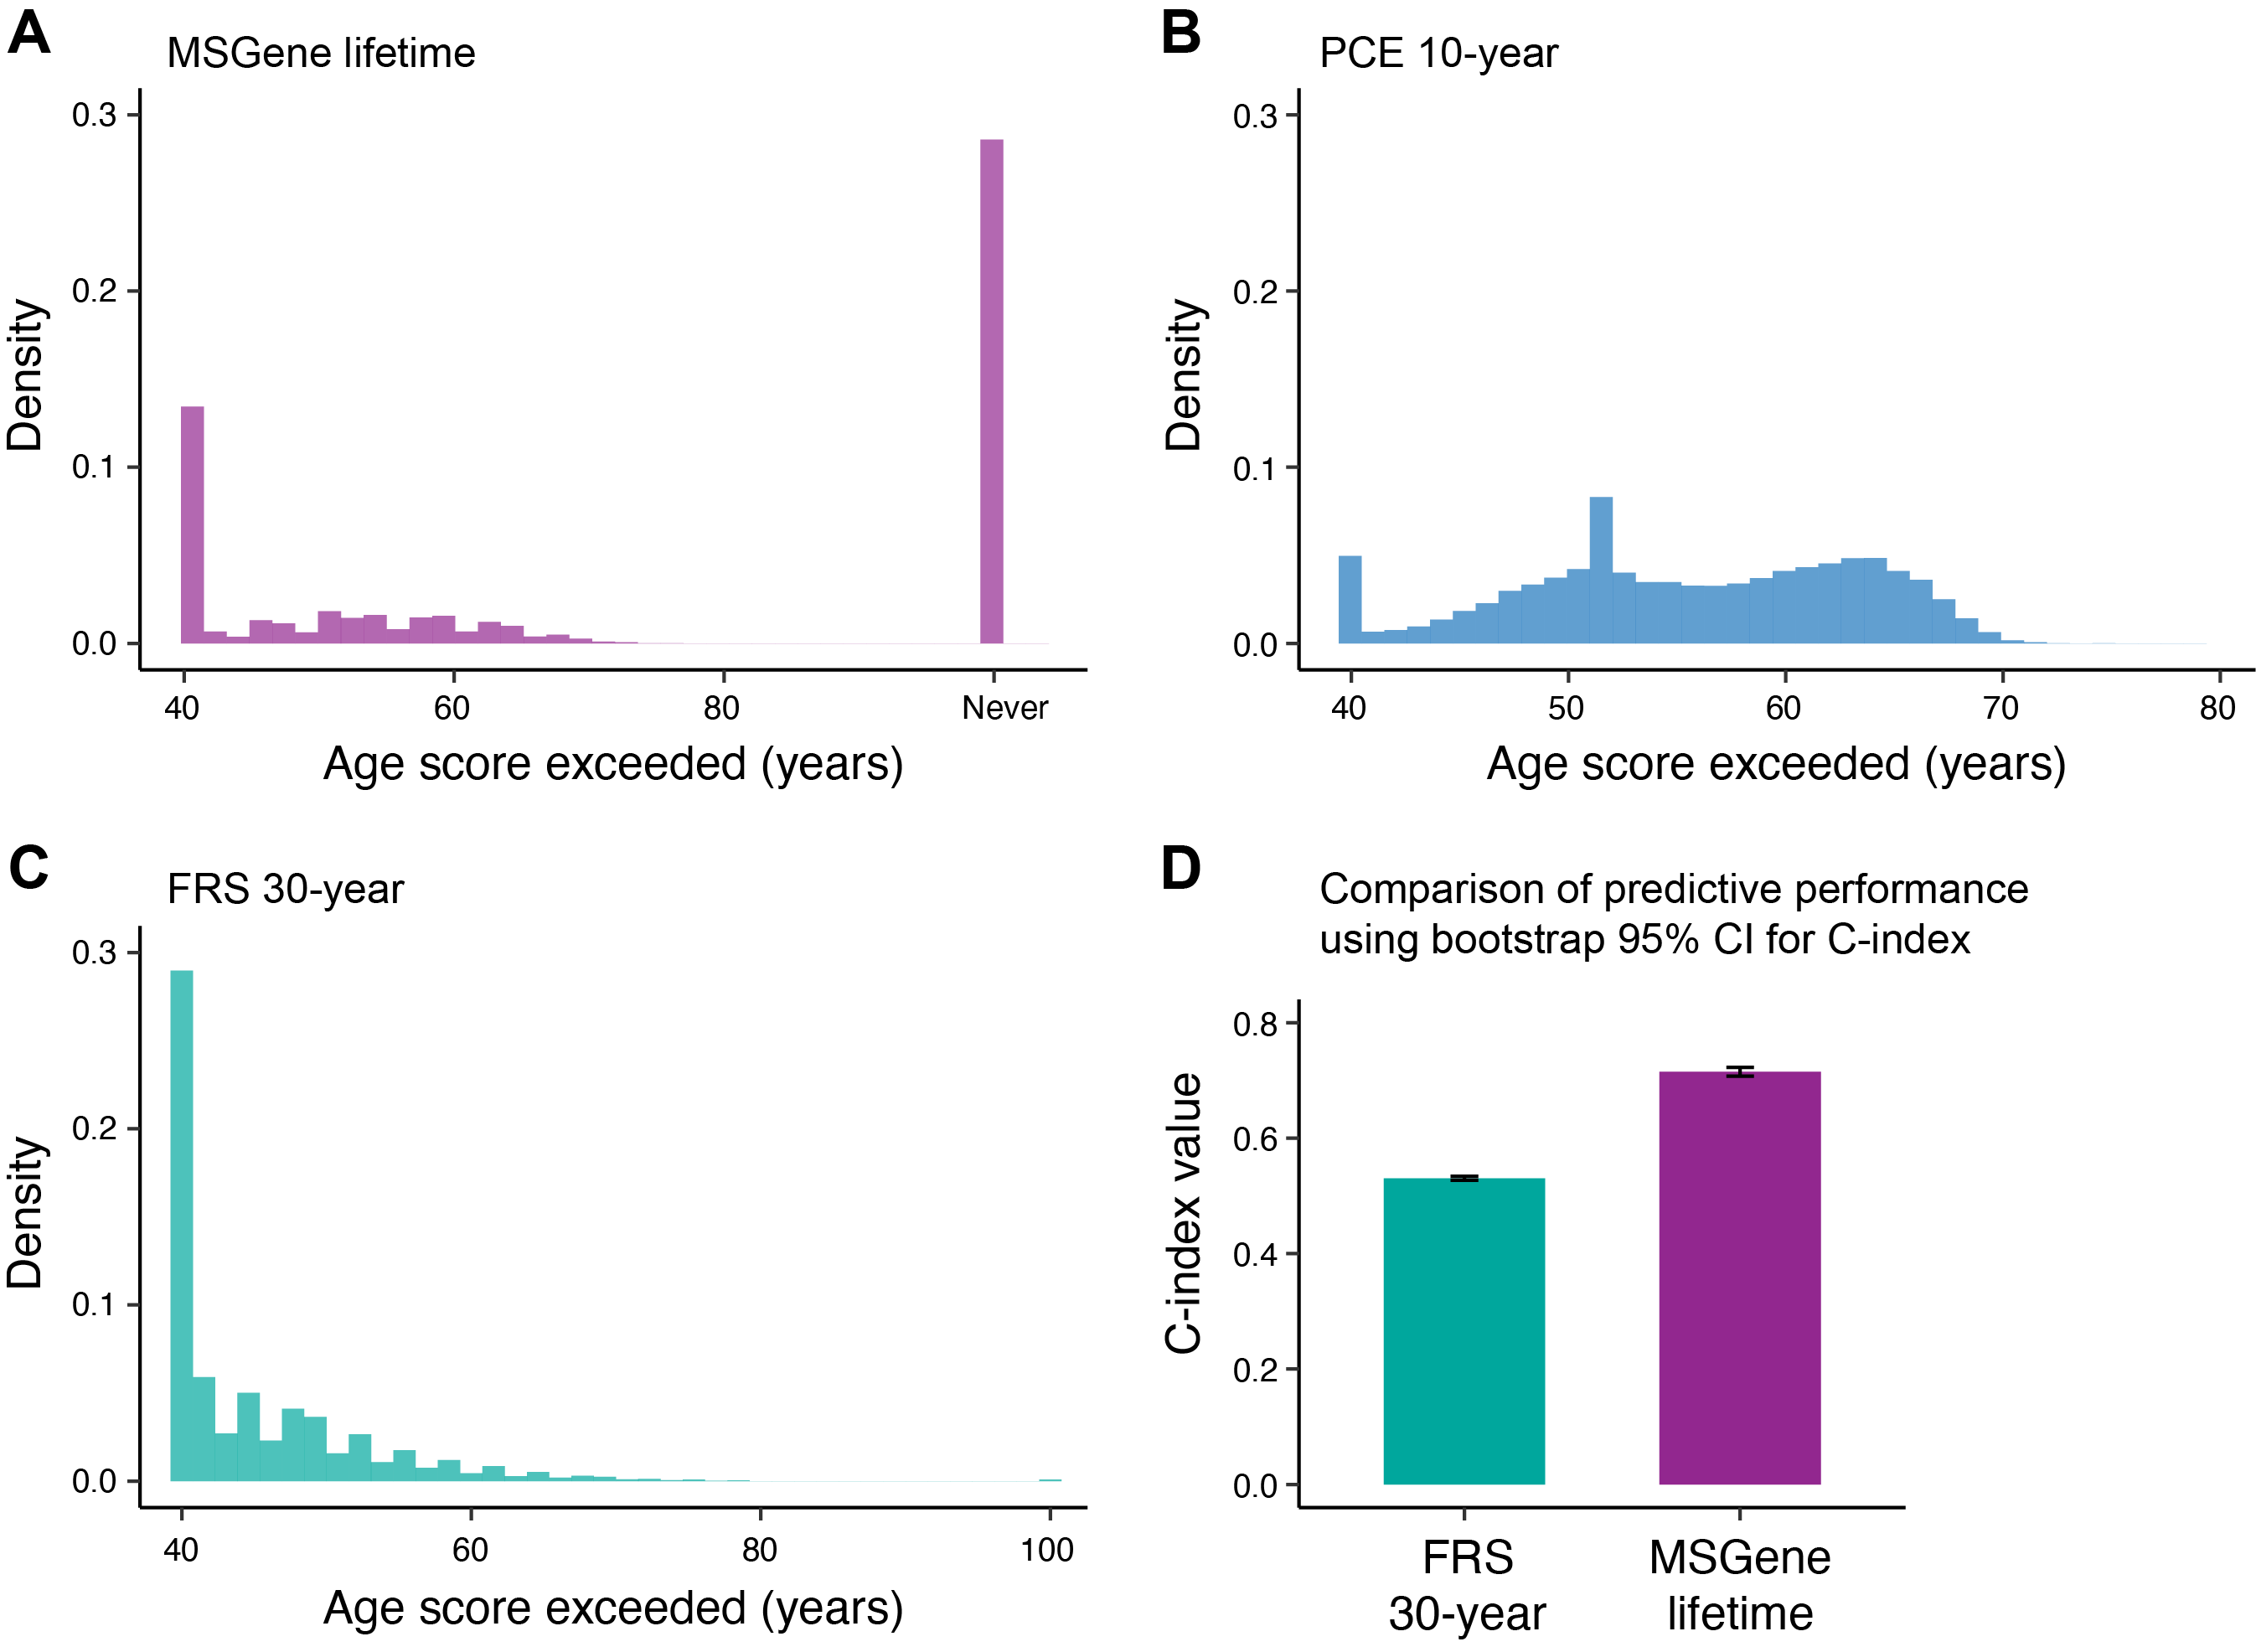 A
MSGene lifetime
0.3
0.2
0.1
0.0
Density
40
60
80
Never
Age score exceeded (years)
B
PCE 10-year
0.3
0.2
0.1
0.0
Density
40
50
60
70
80
Age score exceeded (years)
C
FRS 30-year
0.3
0.2
0.1
0.0
Density
40
60
80
100
Age score exceeded (years)
D
Comparison of predictive performance
using bootstrap 95% CI for C-index
0.8
0.6
0.4
0.2
0.0
C-index value
FRS
30-year
MSGene
lifetime